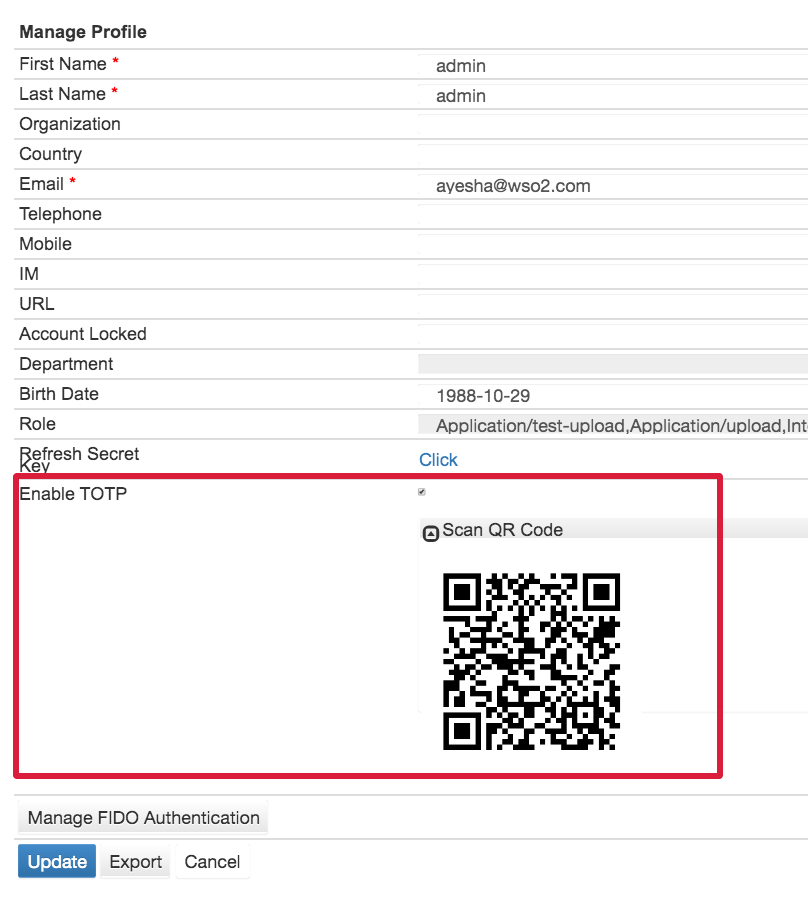 Manage Profile
First Name * admin
Last Name * admin
Organization
Country
Email * ayesha@wso2.com
Telephone
Mobile
IM
URL
Account Locked
Department
Birth Date 1988-10-29
Role Application/test-upload,Application/upload,Int
Refresh Secret
Key Click
Enable TOTP
Scan QR Code
Manage FIDO Authentication
Update Export Cancel